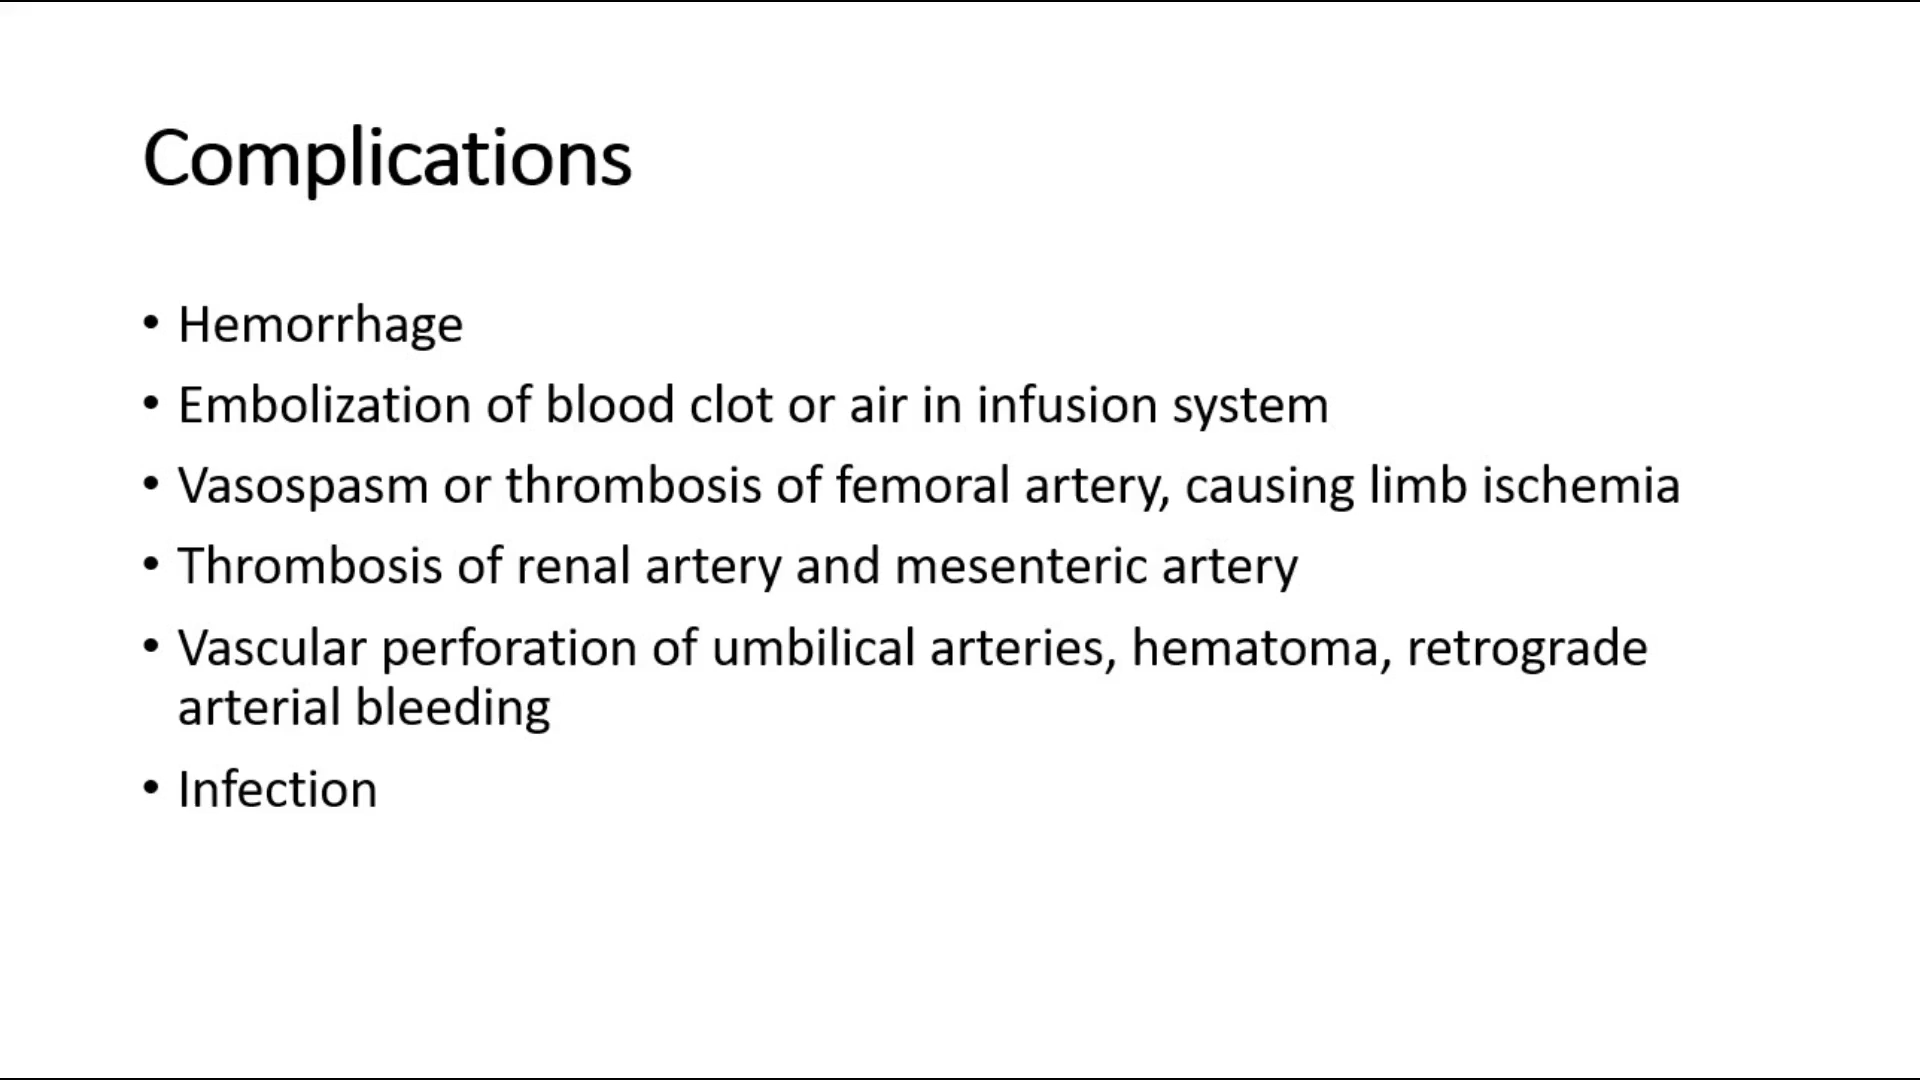 Complications
• Hemorrhage
• Embolization of blood clot or air in infusion system
• Vasospasm or thrombosis of femoral artery, causing limb ischemia
• Thrombosis of renal artery and mesenteric artery
• Vascular perforation of umbilical arteries, hematoma, retrograde
arterial bleeding
• Infection